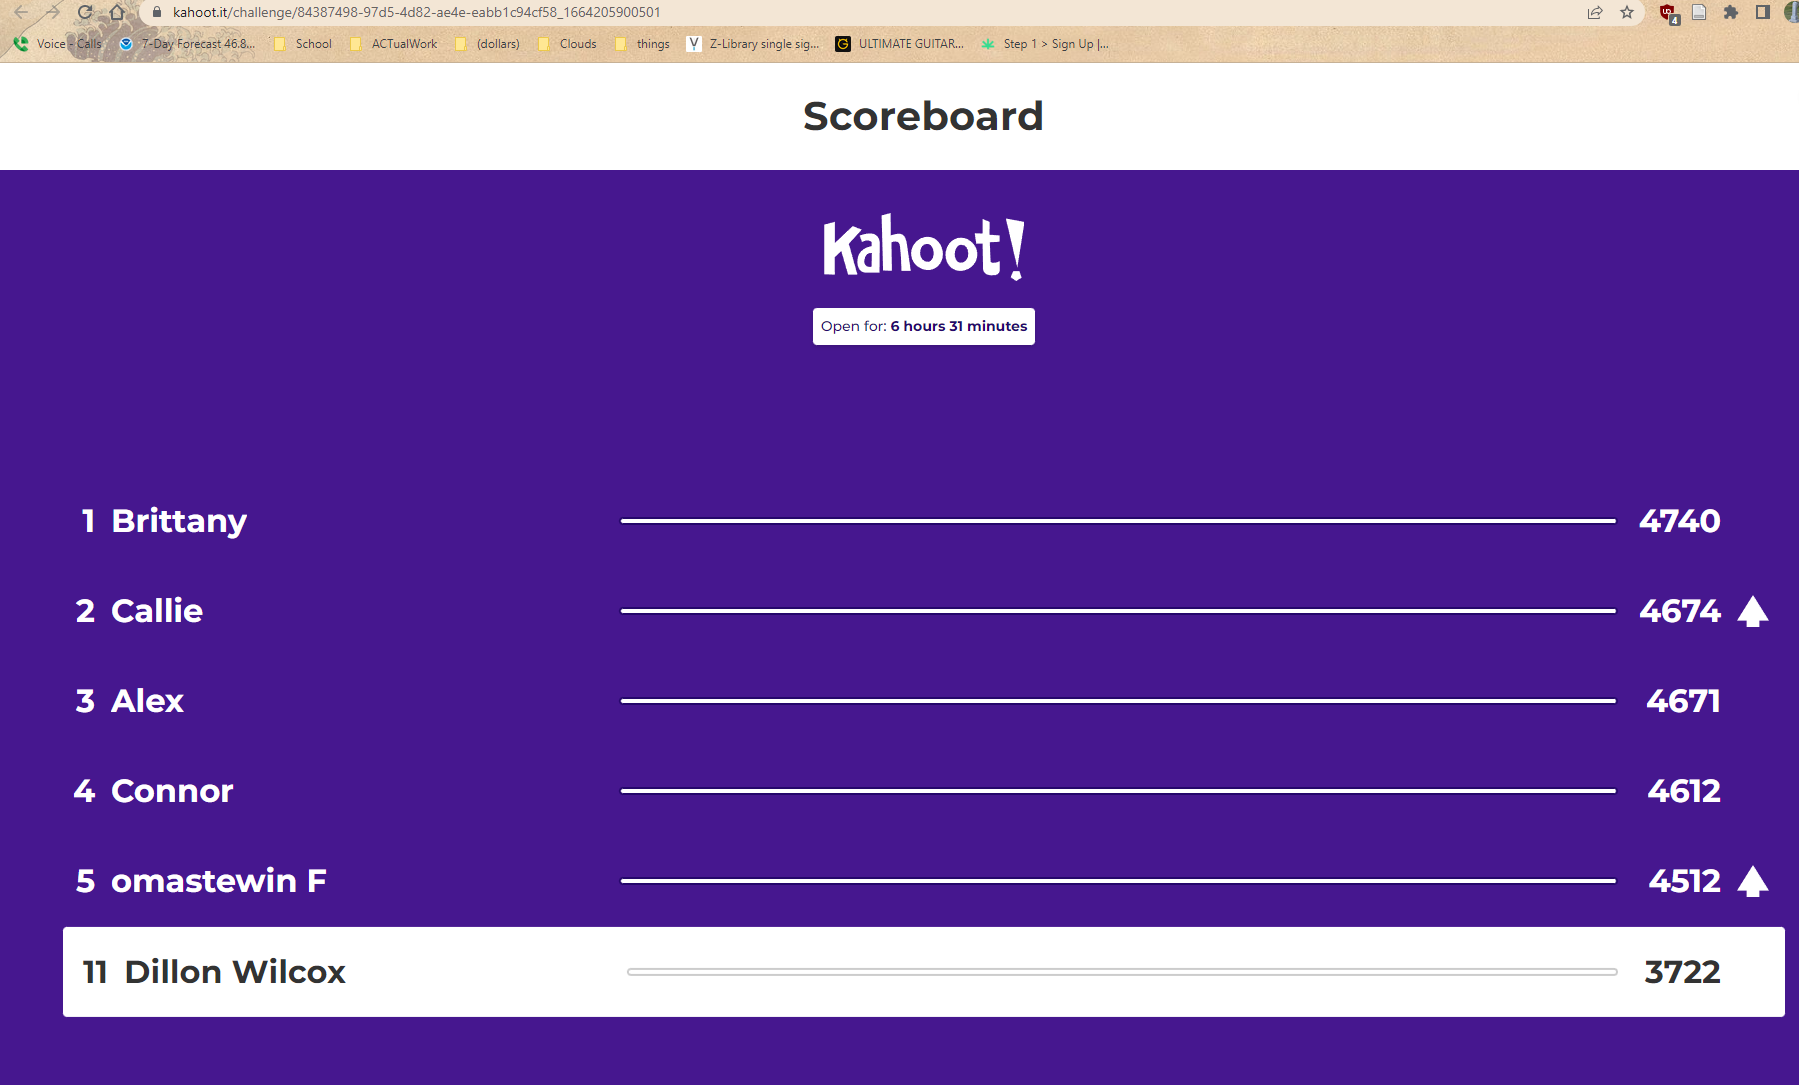 kahoot.it/challenge/84387498-97d5-4d82-ae4e-eabb1c94cf58_1664205900501
4
Voice - Calls 7-Day Forecast 46.8... School ACTualWork (dollars) Clouds things Z-Library single sig... G ULTIMATE GUITAR... Step 1 > Sign Up |...
Scoreboard
Kahoot!
Open for: 6 hours 31 minutes
1 Brittany 4740
2 Callie 4674
3 Alex 4671
4 Connor 4612
5 omastewin F 4512
11 Dillon Wilcox 3722